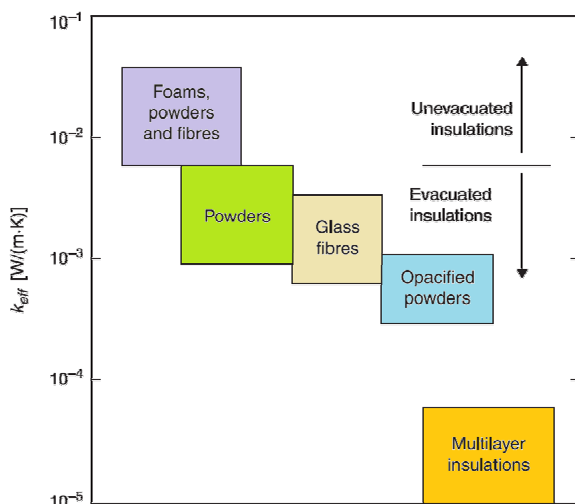 10⁻¹
10⁻²
10⁻³
10⁻⁴
10⁻⁵
k_eff [W/(m·K)]
Foams,
powders
and fibres
Unevacuated
insulations
Evacuated
insulations
Powders
Glass
fibres
Opacified
powders
Multilayer
insulations